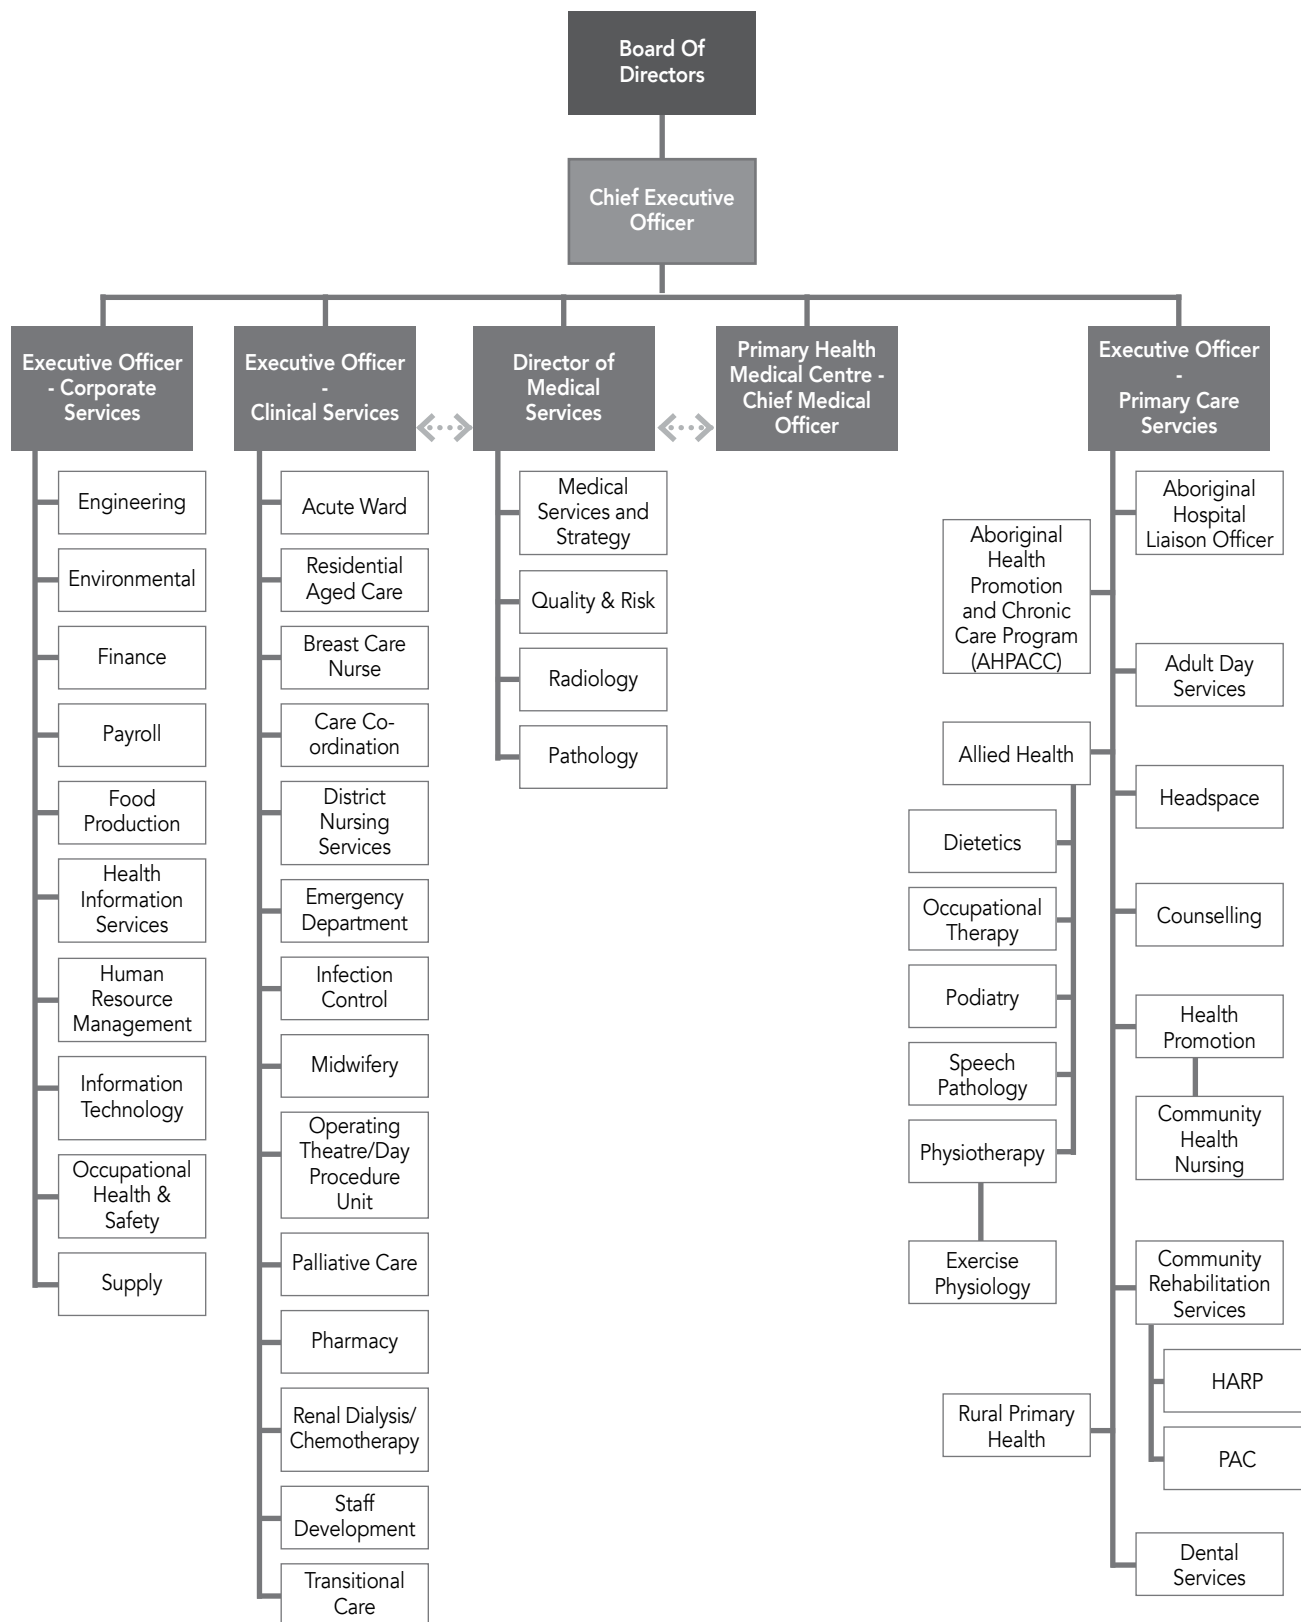 Board Of
Directors
Chief Executive
Officer
Executive Officer
- Corporate
Services
Executive Officer
-
Clinical Services
Director of
Medical
Services
Primary Health
Medical Centre -
Chief Medical
Officer
Executive Officer
-
Primary Care
Servcies
Engineering
Environmental
Finance
Payroll
Food
Production
Health
Information
Services
Human
Resource
Management
Information
Technology
Occupational
Health &
Safety
Supply
Acute Ward
Residential
Aged Care
Breast Care
Nurse
Care Co-
ordination
District
Nursing
Services
Emergency
Department
Infection
Control
Midwifery
Operating
Theatre/Day
Procedure
Unit
Palliative Care
Pharmacy
Renal Dialysis/
Chemotherapy
Staff
Development
Transitional
Care
Medical
Services and
Strategy
Quality & Risk
Radiology
Pathology
Aboriginal
Health
Promotion
and Chronic
Care Program
(AHPACC)
Allied Health
Dietetics
Occupational
Therapy
Podiatry
Speech
Pathology
Physiotherapy
Exercise
Physiology
Rural Primary
Health
Aboriginal
Hospital
Liaison Officer
Adult Day
Services
Headspace
Counselling
Health
Promotion
Community
Health
Nursing
Community
Rehabilitation
Services
HARP
PAC
Dental
Services